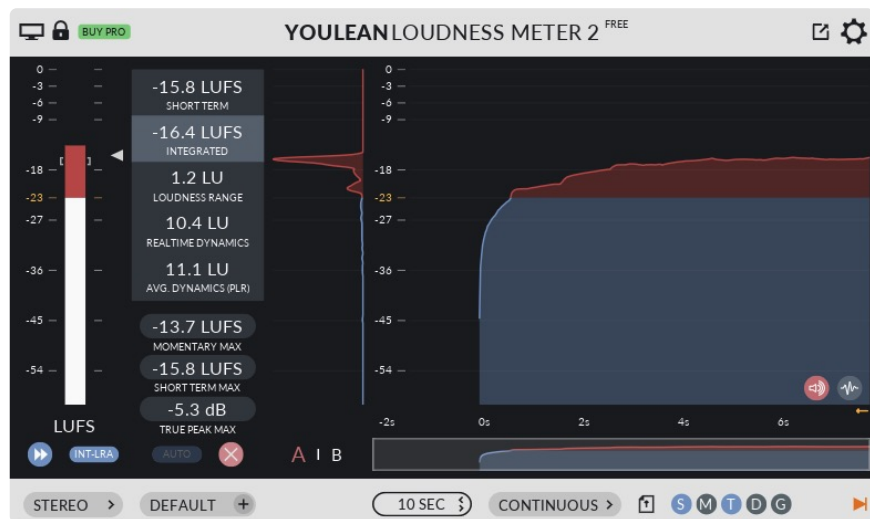 BUY PRO
YOULEAN LOUDNESS METER 2 FREE
0
-3
-6
-9
-18
-23
-27
-36
-45
-54
LUFS
INT-LRA
-15.8 LUFS
SHORT TERM
-16.4 LUFS
INTEGRATED
1.2 LU
LOUDNESS RANGE
10.4 LU
REALTIME DYNAMICS
11.1 LU
AVG. DYNAMICS (PLR)
-13.7 LUFS
MOMENTARY MAX
-15.8 LUFS
SHORT TERM MAX
-5.3 dB
TRUE PEAK MAX
AUTO
0
-3
-6
-9
-18
-23
-27
-36
-45
-54
-2s 0s 2s 4s 6s
A I B
STEREO > DEFAULT + 10 SEC CONTINUOUS > S M T D G